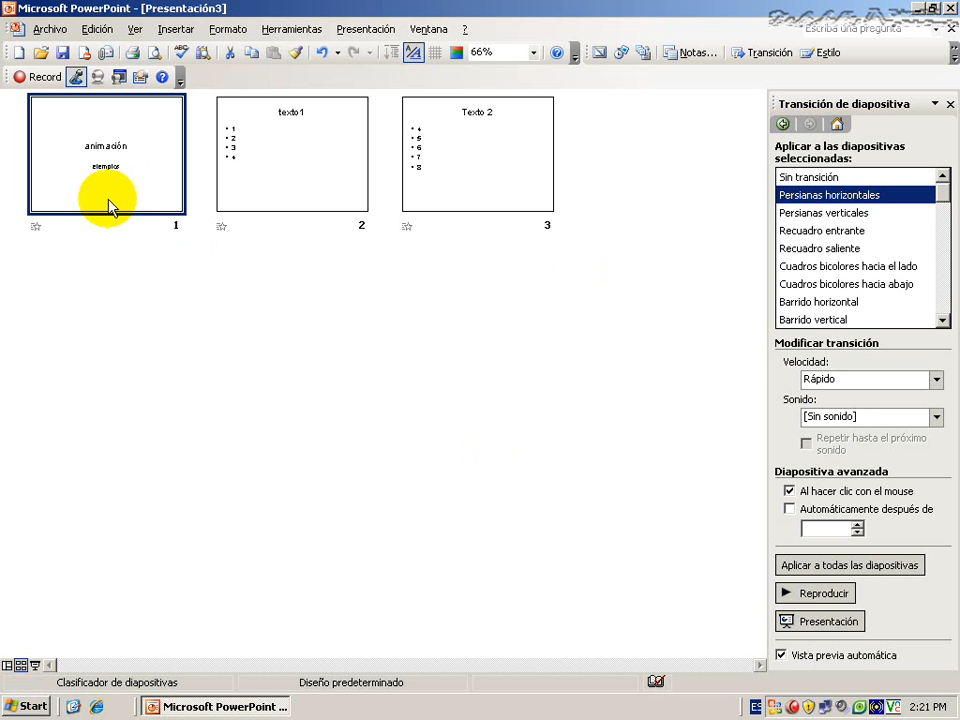 Microsoft PowerPoint - [Presentación3]
Archivo Edición Ver Insertar Formato Herramientas Presentación Ventana ?
Escriba una pregunta
66% Notas... Transición Estilo
Record
animación
ejemplos
1
texto1
• 1
• 2
• 3
• 4
2
Texto 2
• 4
• 5
• 6
• 7
• 8
3
Transición de diapositiva
Aplicar a las diapositivas
seleccionadas:
Sin transición
Persianas horizontales
Persianas verticales
Recuadro entrante
Recuadro saliente
Cuadros bicolores hacia el lado
Cuadros bicolores hacia abajo
Barrido horizontal
Barrido vertical
Modificar transición
Velocidad:
Rápido
Sonido:
[Sin sonido]
Repetir hasta el próximo
sonido
Diapositiva avanzada
Al hacer clic con el mouse
Automáticamente después de
Aplicar a todas las diapositivas
Reproducir
Presentación
Vista previa automática
Clasificador de diapositivas Diseño predeterminado
Start Microsoft PowerPoint ... ES 2:21 PM